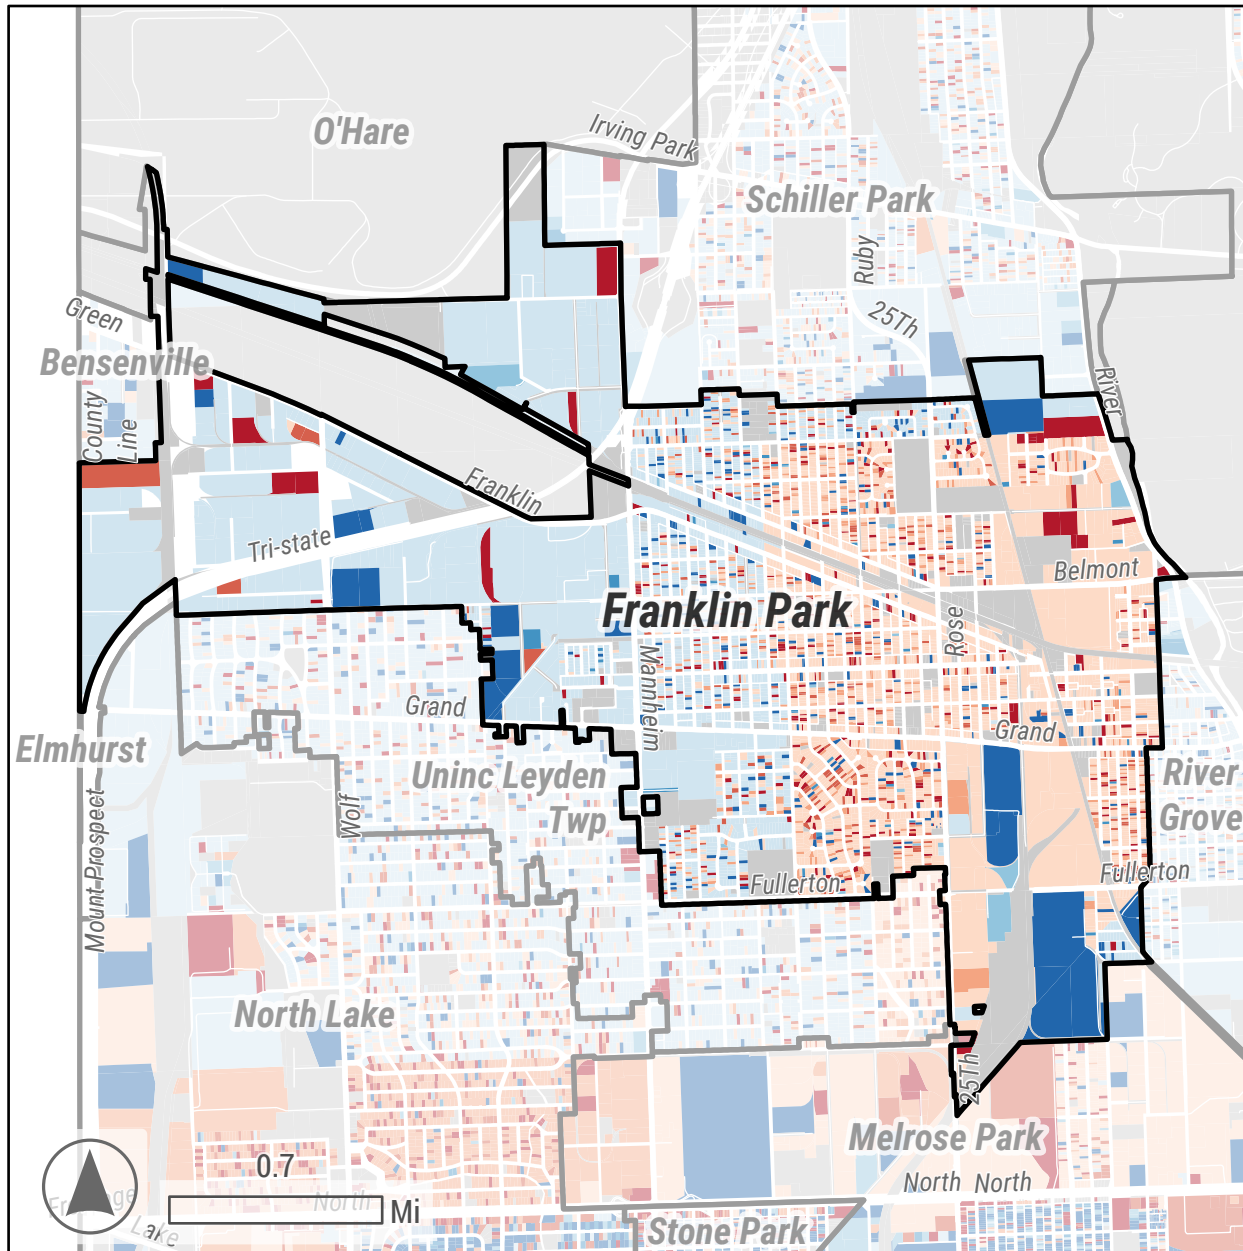 O'Hare
Irving Park
Schiller Park
Ruby
25Th
Green
Bensenville
River
County
Line
Franklin
Tri-state
Belmont
Franklin Park
Rose
Mannheim
Grand
Grand
Elmhurst
Uninc Leyden
Twp
River
Grove
Wolf
Mount Prospect
Fullerton
Fullerton
North Lake
25Th
Melrose Park
0.7
Mi
North
North North
Lake
Stone Park